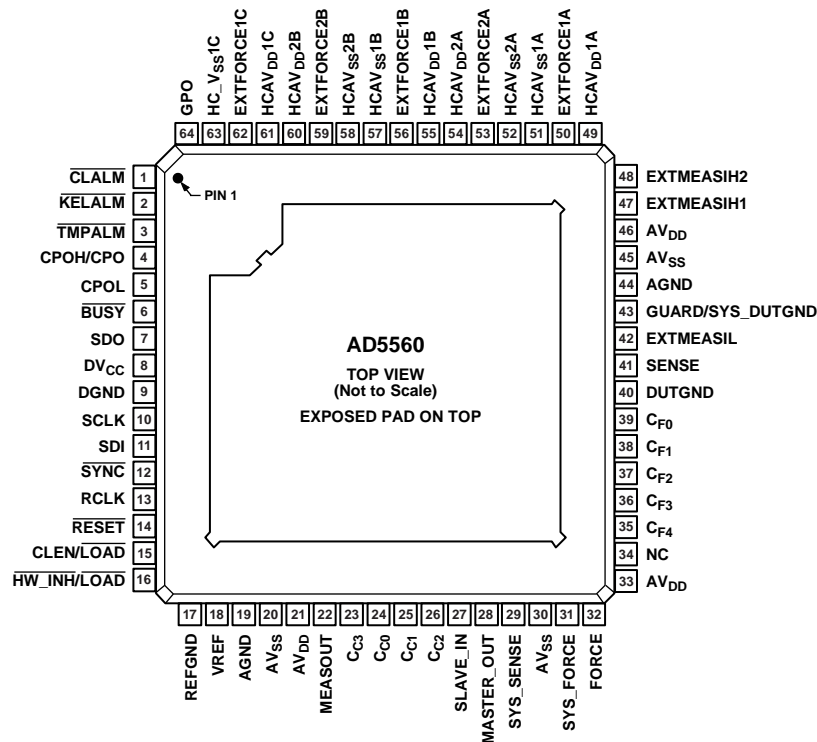 GPO
HC_VSS1C
EXTFORCE1C
HCAVDD1C
HCAVDD2B
EXTFORCE2B
HCAVSS2B
HCAVSS1B
EXTFORCE1B
HCAVDD1B
HCAVDD2A
EXTFORCE2A
HCAVSS2A
HCAVSS1A
EXTFORCE1A
HCAVDD1A
64 63 62 61 60 59 58 57 56 55 54 53 52 51 50 49
CLALM 1
KELALM 2
TMPALM 3
CPOH/CPO 4
CPOL 5
BUSY 6
SDO 7
DVCC 8
DGND 9
SCLK 10
SDI 11
SYNC 12
RCLK 13
RESET 14
CLEN/LOAD 15
HW_INH/LOAD 16
PIN 1
AD5560
TOP VIEW
(Not to Scale)
EXPOSED PAD ON TOP
48 EXTMEASIH2
47 EXTMEASIH1
46 AVDD
45 AVSS
44 AGND
43 GUARD/SYS_DUTGND
42 EXTMEASIL
41 SENSE
40 DUTGND
39 CF0
38 CF1
37 CF2
36 CF3
35 CF4
34 NC
33 AVDD
17 18 19 20 21 22 23 24 25 26 27 28 29 30 31 32
REFGND
VREF
AGND
AVSS
AVDD
MEASOUT
CC3
CC0
CC1
CC2
SLAVE_IN
MASTER_OUT
SYS_SENSE
AVSS
SYS_FORCE
FORCE